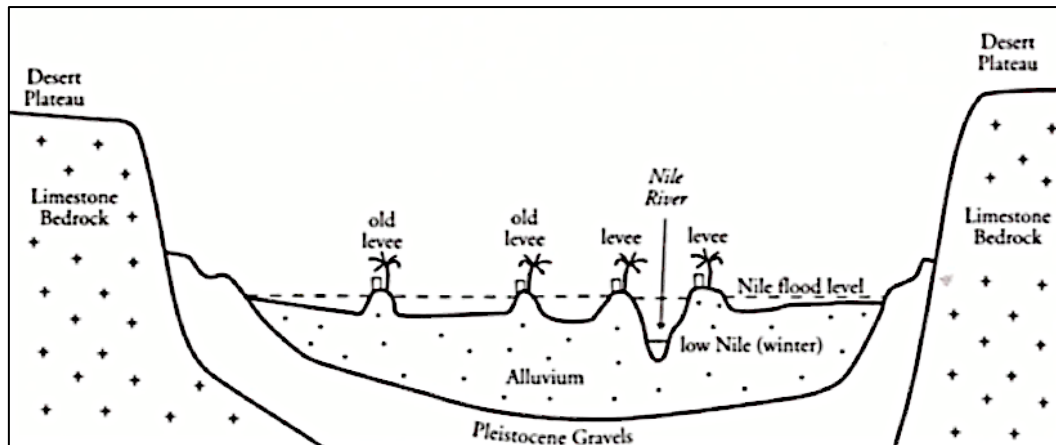 Desert
Plateau
Desert
Plateau
Limestone
Bedrock
Nile
River
Limestone
Bedrock
old
levee
old
levee
levee
levee
Nile flood level
low Nile (winter)
Alluvium
Pleistocene Gravels